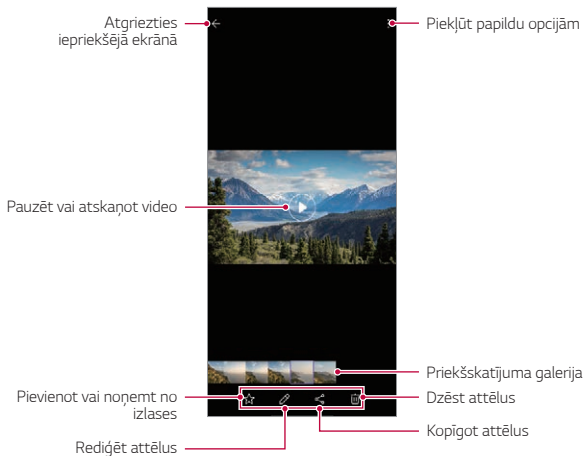 Atgriezties
iepriekšējā ekrānā
Piekļūt papildu opcijām
Pauzēt vai atskaņot video
Priekšskatījuma galerija
Pievienot vai noņemt no
izlases
Dzēst attēlus
Kopīgot attēlus
Rediģēt attēlus